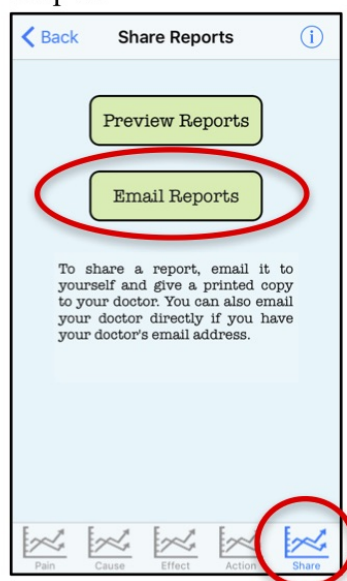 Back Share Reports i
Preview Reports
Email Reports
To share a report, email it to
yourself and give a printed copy
to your doctor. You can also email
your doctor directly if you have
your doctor's email address.
Pain Cause Effect Action Share